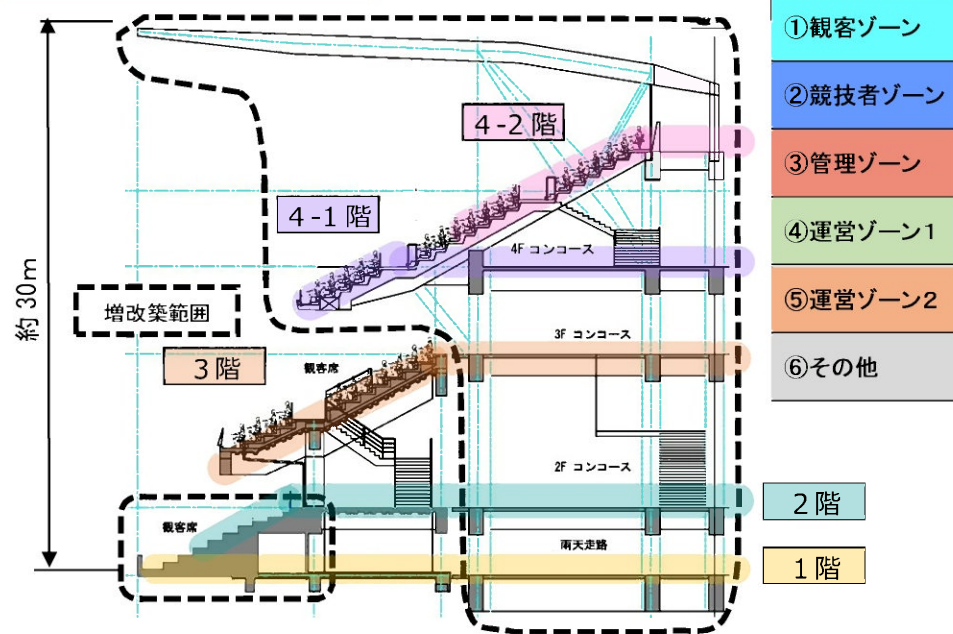 約30m
増改築範囲
4-2階
4-1階
4F コンコース
3F コンコース
3階
観客席
2F コンコース
観客席
雨天走路
2階
1階
①観客ゾーン
②競技者ゾーン
③管理ゾーン
④運営ゾーン1
⑤運営ゾーン2
⑥その他